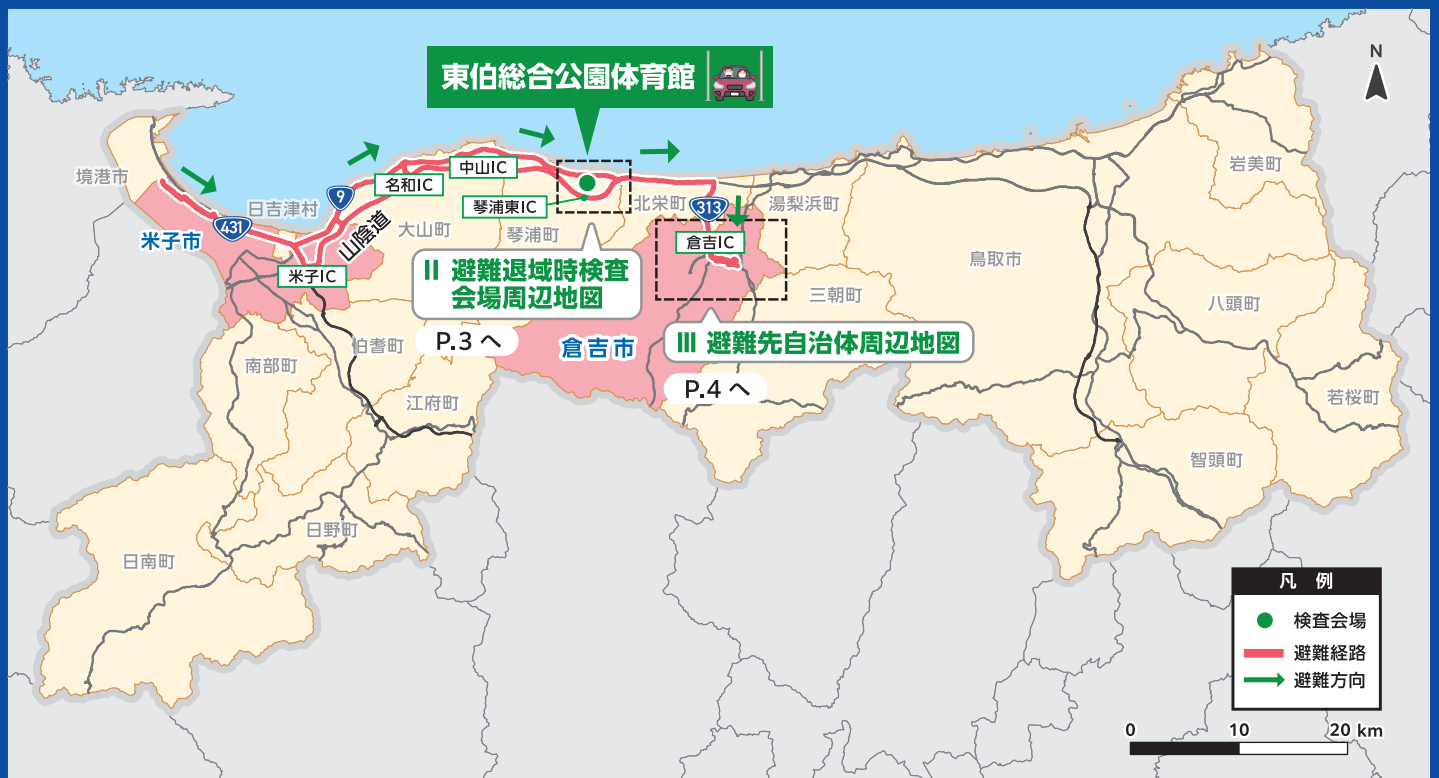 東伯総合公園体育館
N
境港市
米子市
431
日吉津村
9
名和IC
中山IC
琴浦東IC
山陰道
大山町
琴浦町
北栄町
313
湯梨浜町
倉吉IC
米子IC
岩美町
鳥取市
八頭町
三朝町
II 避難退域時検査
会場周辺地図
P.3 へ
伯耆町
倉吉市
III 避難先自治体周辺地図
P.4 へ
南部町
江府町
若桜町
智頭町
日野町
日南町
凡 例
検査会場
避難経路
避難方向
0 10 20 km